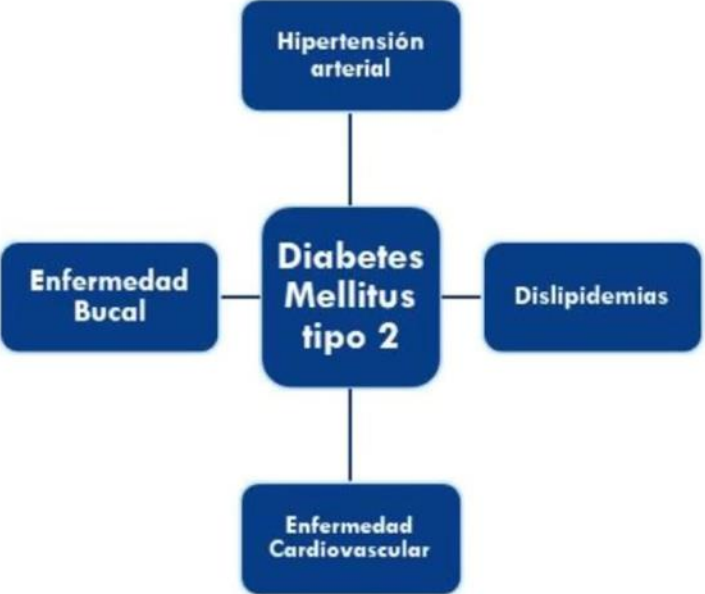 Hipertensión
arterial
Enfermedad
Bucal
Diabetes
Mellitus
tipo 2
Dislipidemias
Enfermedad
Cardiovascular